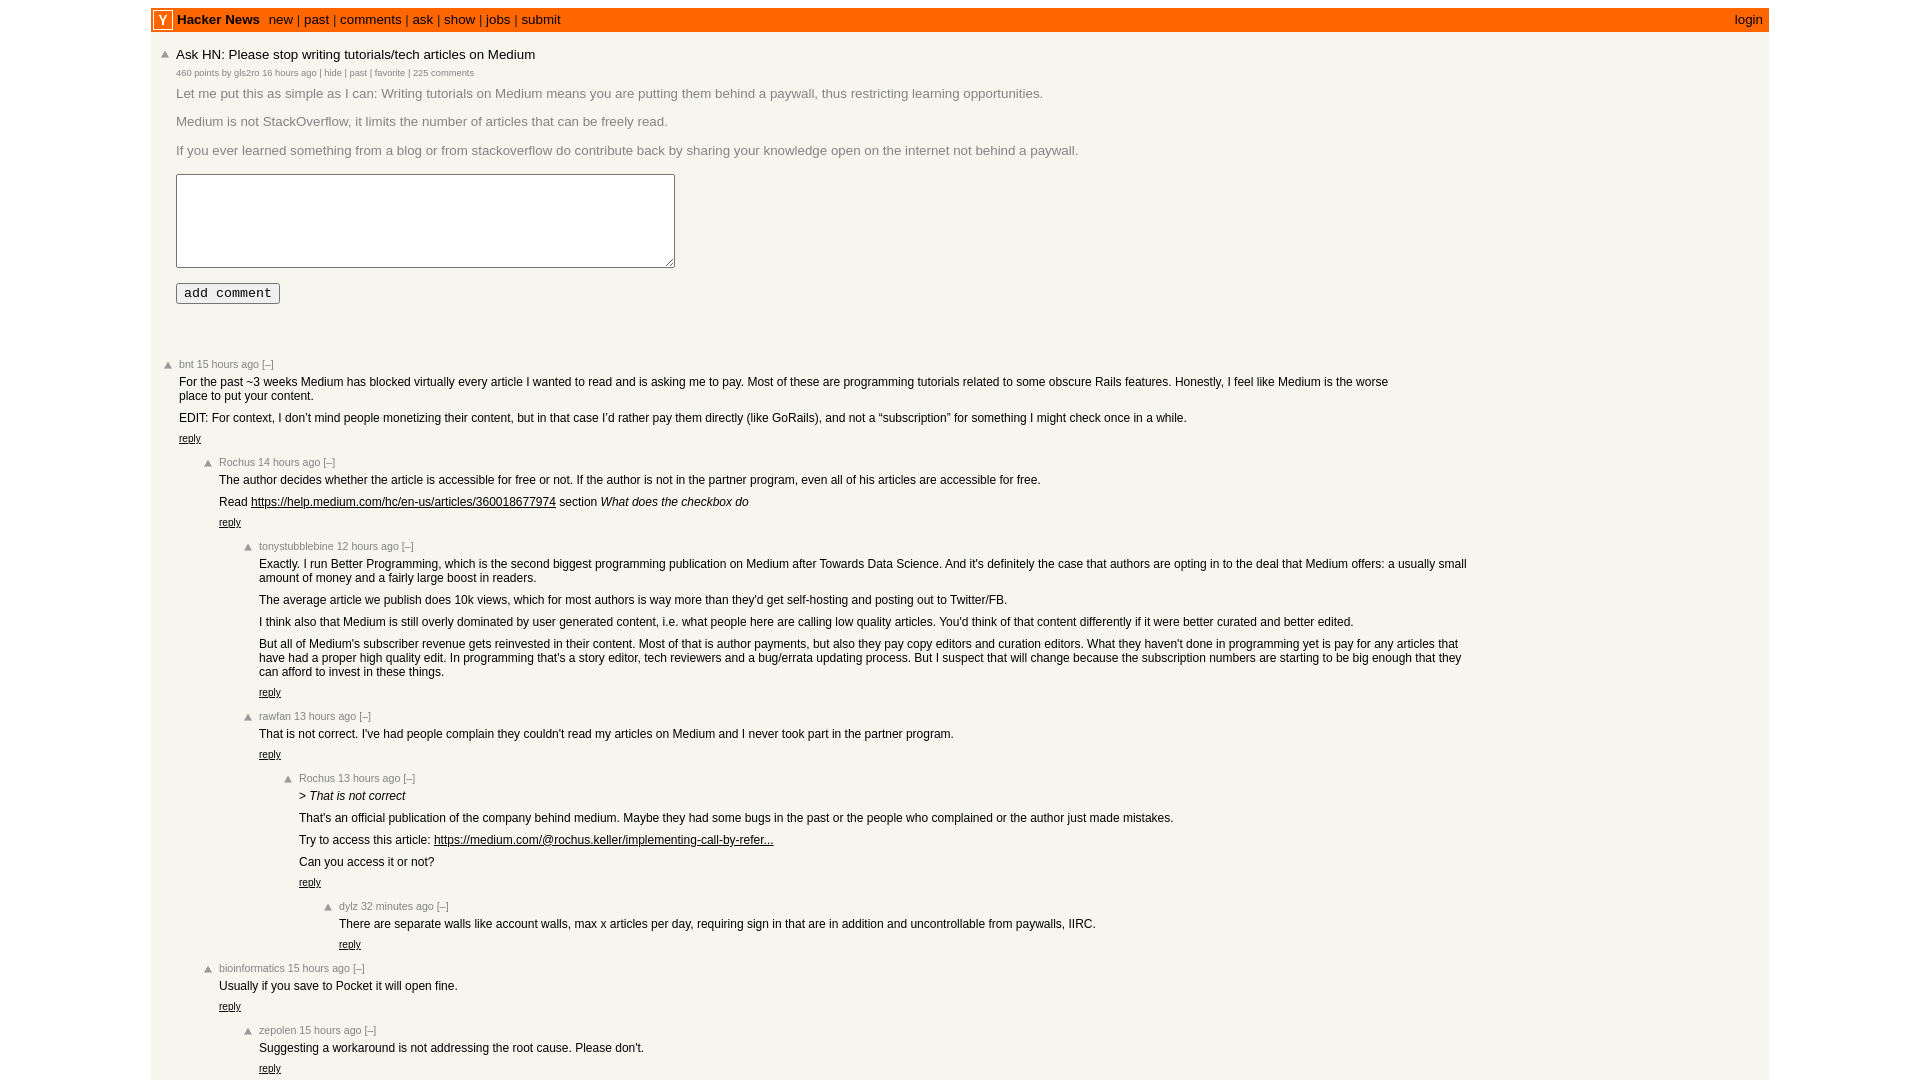 Y Hacker News new | past | comments | ask | show | jobs | submit login
Ask HN: Please stop writing tutorials/tech articles on Medium
460 points by gls2ro 16 hours ago | hide | past | favorite | 225 comments
Let me put this as simple as I can: Writing tutorials on Medium means you are putting them behind a paywall, thus restricting learning opportunities.
Medium is not StackOverflow, it limits the number of articles that can be freely read.
If you ever learned something from a blog or from stackoverflow do contribute back by sharing your knowledge open on the internet not behind a paywall.
add comment
bnt 15 hours ago [–]
For the past ~3 weeks Medium has blocked virtually every article I wanted to read and is asking me to pay. Most of these are programming tutorials related to some obscure Rails features. Honestly, I feel like Medium is the worse
place to put your content.
EDIT: For context, I don’t mind people monetizing their content, but in that case I’d rather pay them directly (like GoRails), and not a “subscription” for something I might check once in a while.
reply
Rochus 14 hours ago [–]
The author decides whether the article is accessible for free or not. If the author is not in the partner program, even all of his articles are accessible for free.
Read https://help.medium.com/hc/en-us/articles/360018677974 section What does the checkbox do
reply
tonystubblebine 12 hours ago [–]
Exactly. I run Better Programming, which is the second biggest programming publication on Medium after Towards Data Science. And it's definitely the case that authors are opting in to the deal that Medium offers: a usually small
amount of money and a fairly large boost in readers.
The average article we publish does 10k views, which for most authors is way more than they'd get self-hosting and posting out to Twitter/FB.
I think also that Medium is still overly dominated by user generated content, i.e. what people here are calling low quality articles. You'd think of that content differently if it were better curated and better edited.
But all of Medium's subscriber revenue gets reinvested in their content. Most of that is author payments, but also they pay copy editors and curation editors. What they haven't done in programming yet is pay for any articles that
have had a proper high quality edit. In programming that's a story editor, tech reviewers and a bug/errata updating process. But I suspect that will change because the subscription numbers are starting to be big enough that they
can afford to invest in these things.
reply
rawfan 13 hours ago [–]
That is not correct. I've had people complain they couldn't read my articles on Medium and I never took part in the partner program.
reply
Rochus 13 hours ago [–]
> That is not correct
That's an official publication of the company behind medium. Maybe they had some bugs in the past or the people who complained or the author just made mistakes.
Try to access this article: https://medium.com/@rochus.keller/implementing-call-by-refer...
Can you access it or not?
reply
dylz 32 minutes ago [–]
There are separate walls like account walls, max x articles per day, requiring sign in that are in addition and uncontrollable from paywalls, IIRC.
reply
bioinformatics 15 hours ago [–]
Usually if you save to Pocket it will open fine.
reply
zepolen 15 hours ago [–]
Suggesting a workaround is not addressing the root cause. Please don't.
reply